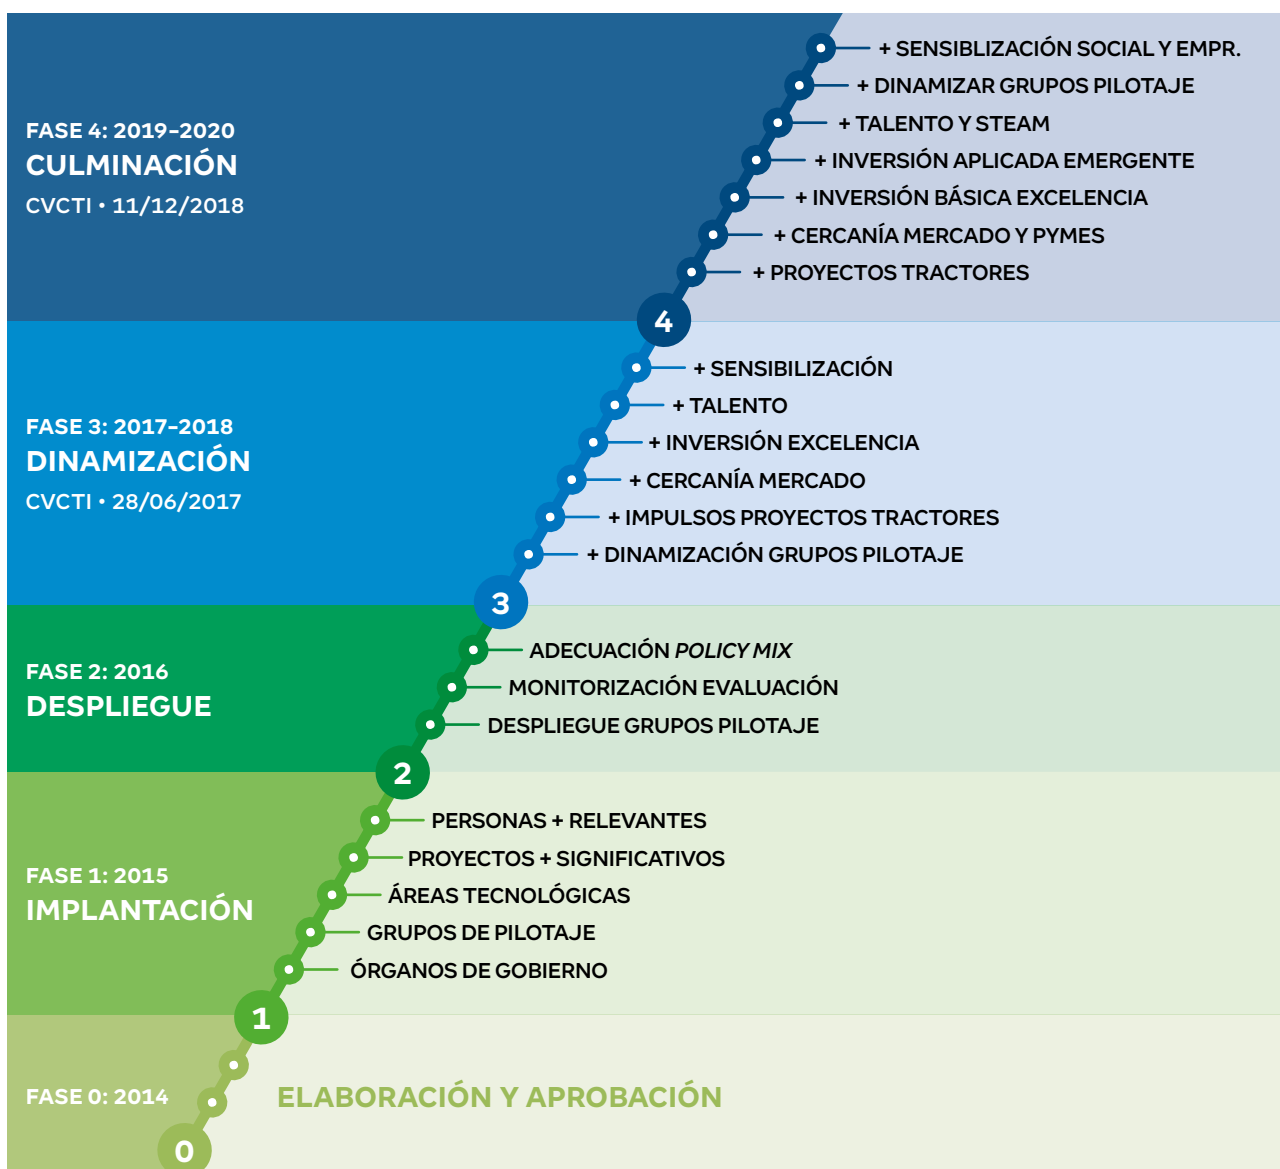 FASE 4: 2019-2020
CULMINACIÓN
CVCTI • 11/12/2018
+ SENSIBLIZACIÓN SOCIAL Y EMPR.
+ DINAMIZAR GRUPOS PILOTAJE
+ TALENTO Y STEAM
+ INVERSIÓN APLICADA EMERGENTE
+ INVERSIÓN BÁSICA EXCELENCIA
+ CERCANÍA MERCADO Y PYMES
+ PROYECTOS TRACTORES
4
FASE 3: 2017-2018
DINAMIZACIÓN
CVCTI • 28/06/2017
+ SENSIBILIZACIÓN
+ TALENTO
+ INVERSIÓN EXCELENCIA
+ CERCANÍA MERCADO
+ IMPULSOS PROYECTOS TRACTORES
+ DINAMIZACIÓN GRUPOS PILOTAJE
3
FASE 2: 2016
DESPLIEGUE
ADECUACIÓN POLICY MIX
MONITORIZACIÓN EVALUACIÓN
DESPLIEGUE GRUPOS PILOTAJE
2
FASE 1: 2015
IMPLANTACIÓN
PERSONAS + RELEVANTES
PROYECTOS + SIGNIFICATIVOS
ÁREAS TECNOLÓGICAS
GRUPOS DE PILOTAJE
ÓRGANOS DE GOBIERNO
1
FASE 0: 2014
ELABORACIÓN Y APROBACIÓN
0